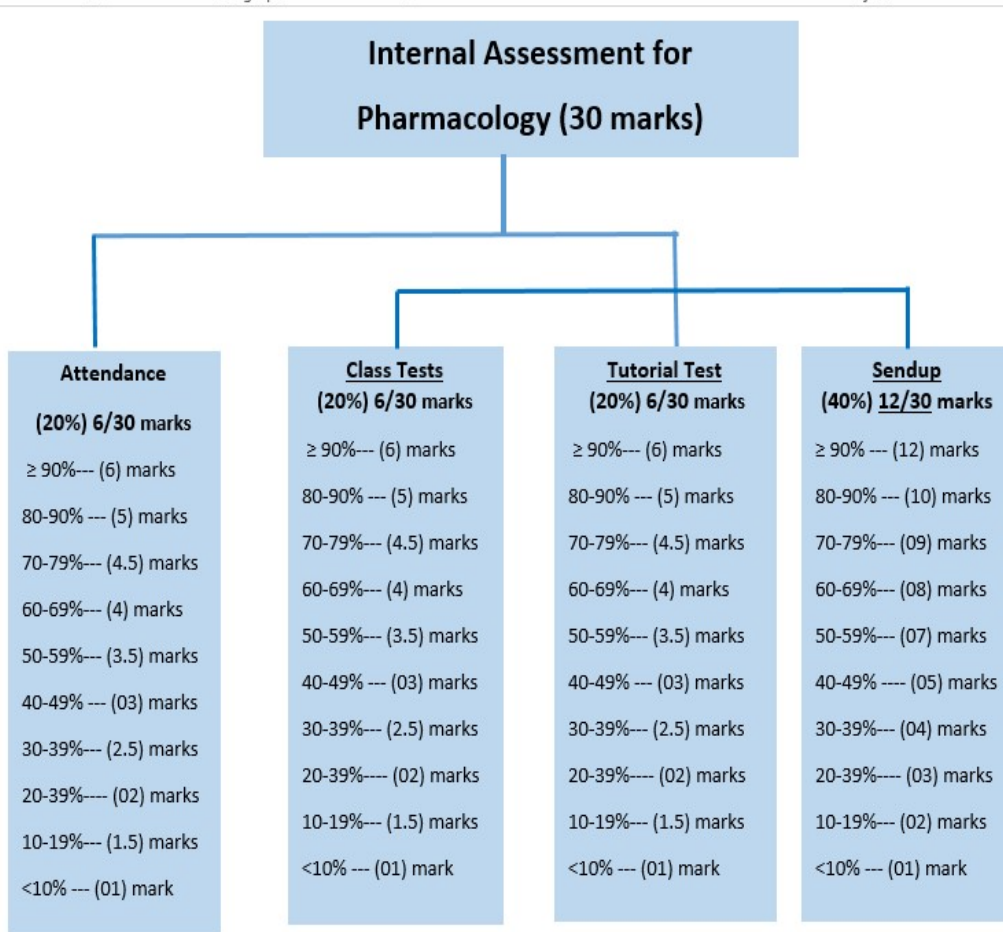 Internal Assessment for
Pharmacology (30 marks)
Attendance
(20%) 6/30 marks
≥ 90%--- (6) marks
80-90% --- (5) marks
70-79%--- (4.5) marks
60-69%--- (4) marks
50-59%--- (3.5) marks
40-49% --- (03) marks
30-39%--- (2.5) marks
20-39%---- (02) marks
10-19%--- (1.5) marks
<10% --- (01) mark
Class Tests
(20%) 6/30 marks
≥ 90%--- (6) marks
80-90% --- (5) marks
70-79%--- (4.5) marks
60-69%--- (4) marks
50-59%--- (3.5) marks
40-49% --- (03) marks
30-39%--- (2.5) marks
20-39%---- (02) marks
10-19%--- (1.5) marks
<10% --- (01) mark
Tutorial Test
(20%) 6/30 marks
≥ 90%--- (6) marks
80-90% --- (5) marks
70-79%--- (4.5) marks
60-69%--- (4) marks
50-59%--- (3.5) marks
40-49% --- (03) marks
30-39%--- (2.5) marks
20-39%---- (02) marks
10-19%--- (1.5) marks
<10% --- (01) mark
Sendup
(40%) 12/30 marks
≥ 90% --- (12) marks
80-90% --- (10) marks
70-79%--- (09) marks
60-69%--- (08) marks
50-59%--- (07) marks
40-49% ---- (05) marks
30-39%--- (04) marks
20-39%---- (03) marks
10-19%--- (02) marks
<10% --- (01) mark